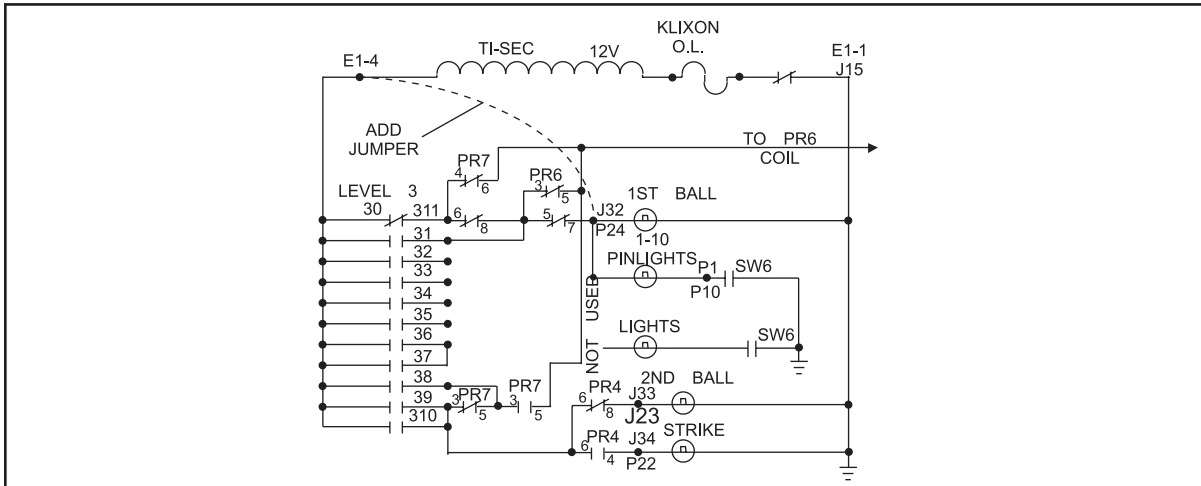 KLIXON
O.L.
TI-SEC 12V
E1-4
E1-1
J15
ADD
JUMPER
TO PR6
COIL
PR7
4 6
PR6
3 5
LEVEL 3
30 311
6 8
5 7
J32
P24
1ST BALL
31
1-10
PINLIGHTS
P1
P10
SW6
32
33
34
35
36
37
NOT USED
LIGHTS
SW6
38
39
310
PR7
3 5
PR7
3 5
PR4
6 8
J33
J23
2ND BALL
PR4
6 4
J34
P22
STRIKE